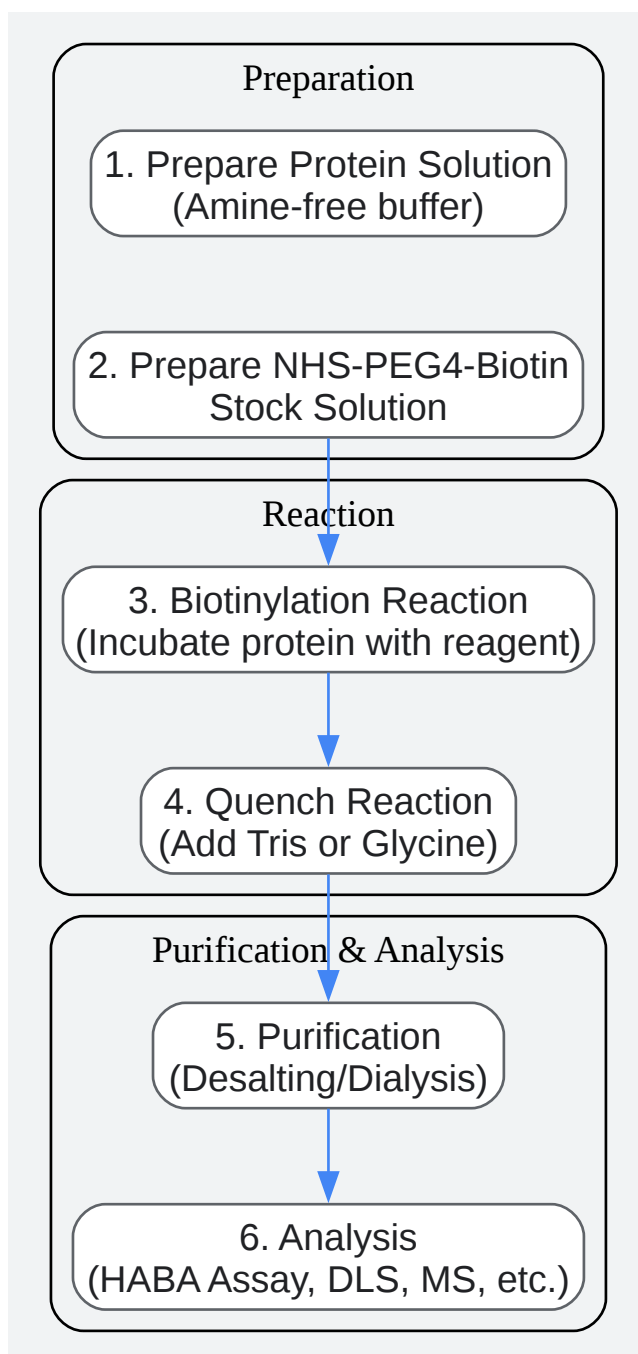 Preparation
1. Prepare Protein Solution
(Amine-free buffer)
2. Prepare NHS-PEG4-Biotin
Stock Solution
Reaction
3. Biotinylation Reaction
(Incubate protein with reagent)
4. Quench Reaction
(Add Tris or Glycine)
Purification & Analysis
5. Purification
(Desalting/Dialysis)
6. Analysis
(HABA Assay, DLS, MS, etc.)